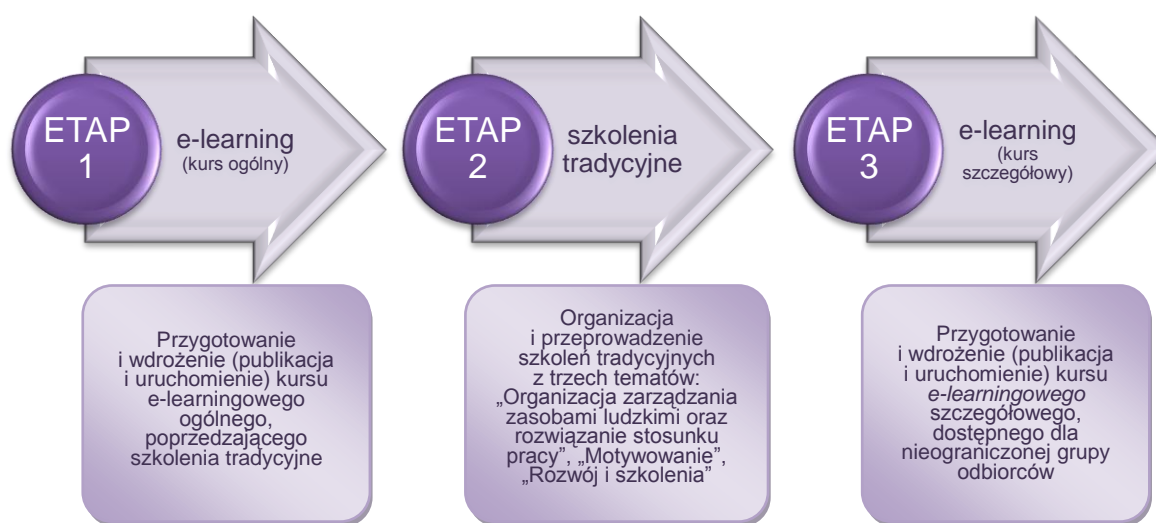 ETAP
1
e-learning
(kurs ogólny)
ETAP
2
szkolenia
tradycyjne
ETAP
3
e-learning
(kurs
szczegółowy)
Przygotowanie
i wdrożenie (publikacja
i uruchomienie) kursu
e-learningowego
ogólnego,
poprzedzającego
szkolenia tradycyjne
Organizacja
i przeprowadzenie
szkoleń tradycyjnych
z trzech tematów:
„Organizacja zarządzania
zasobami ludzkimi oraz
rozwiązanie stosunku
pracy”, „Motywowanie”,
„Rozwój i szkolenia”
Przygotowanie
i wdrożenie (publikacja
i uruchomienie) kursu
e-learningowego
szczegółowego,
dostępnego dla
nieograniczonej grupy
odbiorców